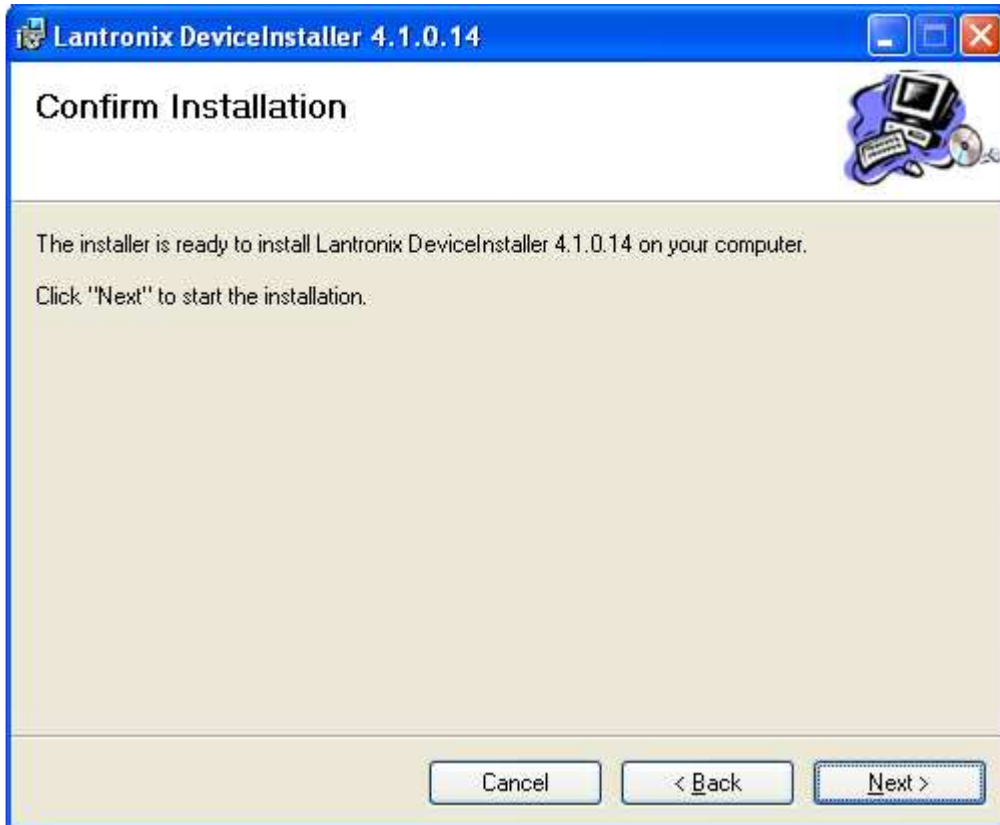 Lantronix DeviceInstaller 4.1.0.14
Confirm Installation
The installer is ready to install Lantronix DeviceInstaller 4.1.0.14 on your computer.
Click "Next" to start the installation.
Cancel
< Back
Next >